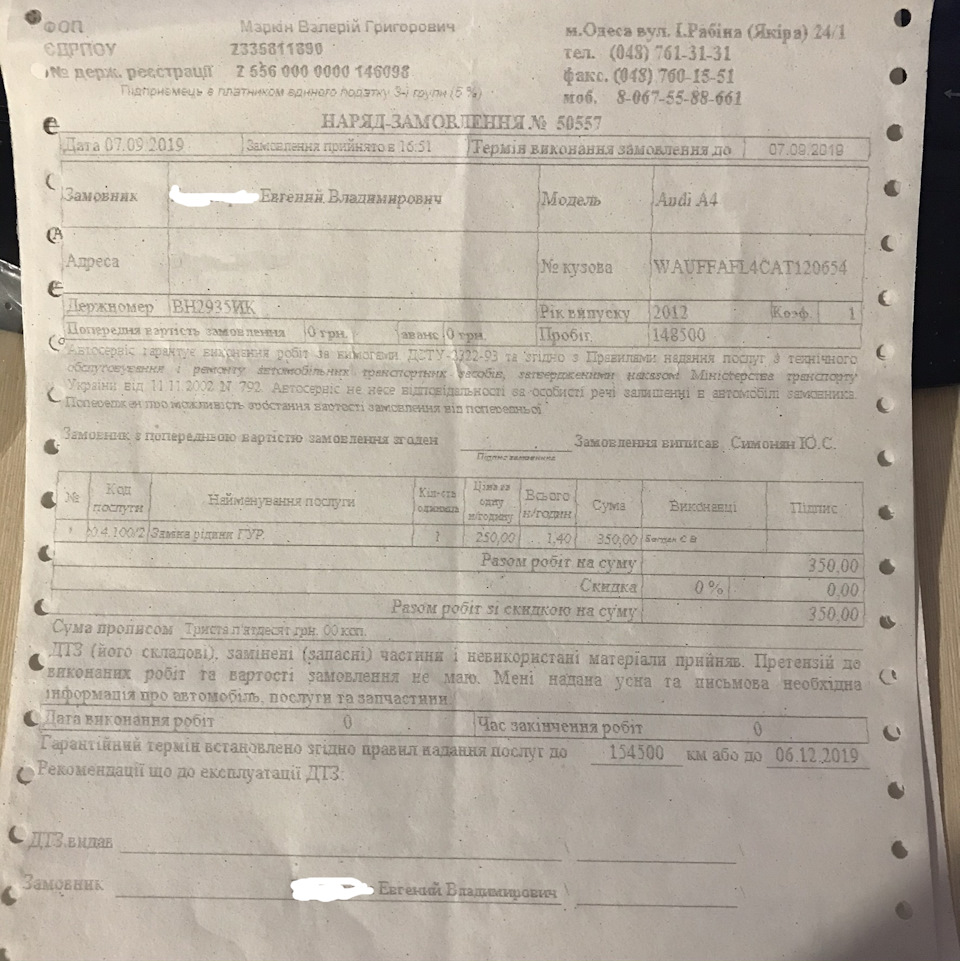 ФОП Маркін Валерій Григорович
м.Одеса вул. І.Рабіна (Якіра) 24/1
ЄДРПОУ 2335811890
тел. (048) 761-31-31
№ держ. реєстрації 2 556 000 0000 146098
факс. (048) 760-15-51
Підприємець є платником единого податку 3-ї групи (5 %)
моб. 8-067-55-88-661
НАРЯД-ЗАМОВЛЕННЯ № 50557
Дата 07.09.2019 Замовлення прийнято в 16:51 Термін виконання замовлення до 07.09.2019
Замовник Евгений Владимирович Модель Audi A4
Адреса № кузова WAUFFAFL4CA120654
Держномер ВН2935ИК Рік випуску 2012 Коэф. 1
Попередня вартість замовлення 0 грн. аванс 0 грн. Пробіг 148500
Автосервіс гарантує виконання робіт за вимогами ДСТУ-2322-93 та згідно з Правилами надання послуг з технічного
обслуговування і ремонту автомобільних транспортних засобів, затвердженими наказом Міністерства транспорту
України від 11.11.2002 N 792. Автосервіс не несе відповідальності за особисті речі залишенні в автомобілі замовника.
Попереджен про можливість зростання вартості замовлення від попередньої
Замовник з попередньою вартістю замовлення згоден Замовлення виписав Симонян Ю.С.
Підпис замовника
№ Код послуги Найменування послуги Кіл-сть Ціна за одну н/годину Всього н/годин Сума Виконавці Підпис
Заміна рідини ГУР 250,00 1,40 350,00
Разом робіт на суму 350,00
Скидка 0 % 0,00
Разом робіт зі скидкою на суму 350,00
Сума прописом Триста п'ятдесят грн. 00 коп.
ДТЗ (його складові), замінені (запасні) частини і невикористані матеріали прийняв. Претензій до
виконаних робіт та вартості замовлення не маю. Мені надана усна та письмова необхідна
інформація про автомобіль, послуги та запчастини.
Дата виконання робіт 0 Час закінчення робіт 0
Гарантійний термін встановлено згідно правил надання послуг до 154500 км або до 06.12.2019
Рекомендації що до експлуатації ДТЗ:
ДТЗ видав
Замовник Евгений Владимирович